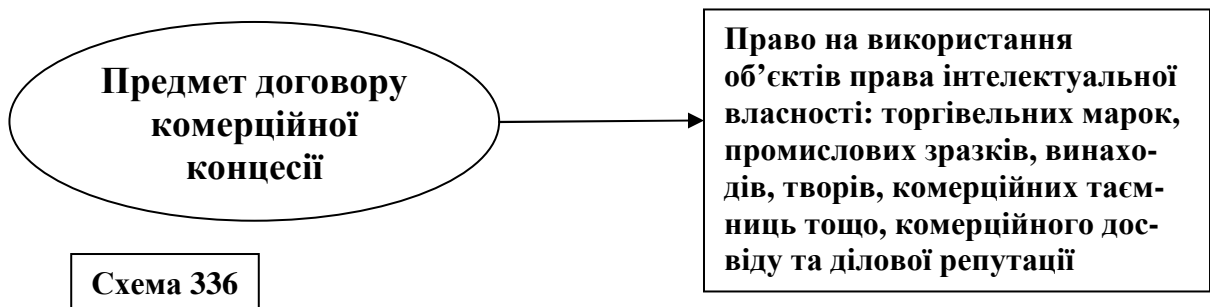 Предмет договору
комерційної
концесії
Право на використання
об’єктів права інтелектуальної
власності: торгівельних марок,
промислових зразків, винахо-
дів, творів, комерційних таєм-
ниць тощо, комерційного дос-
віду та ділової репутації
Схема 336